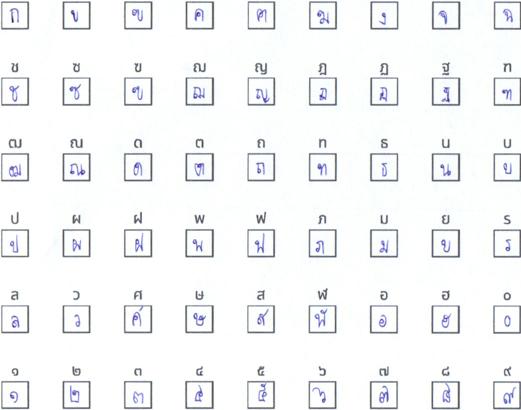 ก ข ฃ ค ฅ ฆ ง จ ฉ
ช ซ ฃ ฌ ญ ฎ ฏ ฐ ฑ
ช ซ ฃ ฌ ญ ฎ ฏ ฐ ฑ
ฒ ณ ด ต ถ ท ธ น บ
ฒ ณ ด ต ถ ท ธ น บ
ป ผ ฝ พ ฟ ภ ม ย ร
ป ผ ฝ พ ฟ ภ ม ย ร
ล ว ศ ษ ส ฬ อ ฮ ๐
ล ว ศ ษ ส ฬ อ ฮ ๐
๑ ๒ ๓ ๔ ๕ ๖ ๗ ๘ ๙
๑ ๒ ๓ ๔ ๕ ๖ ๗ ๘ ๙